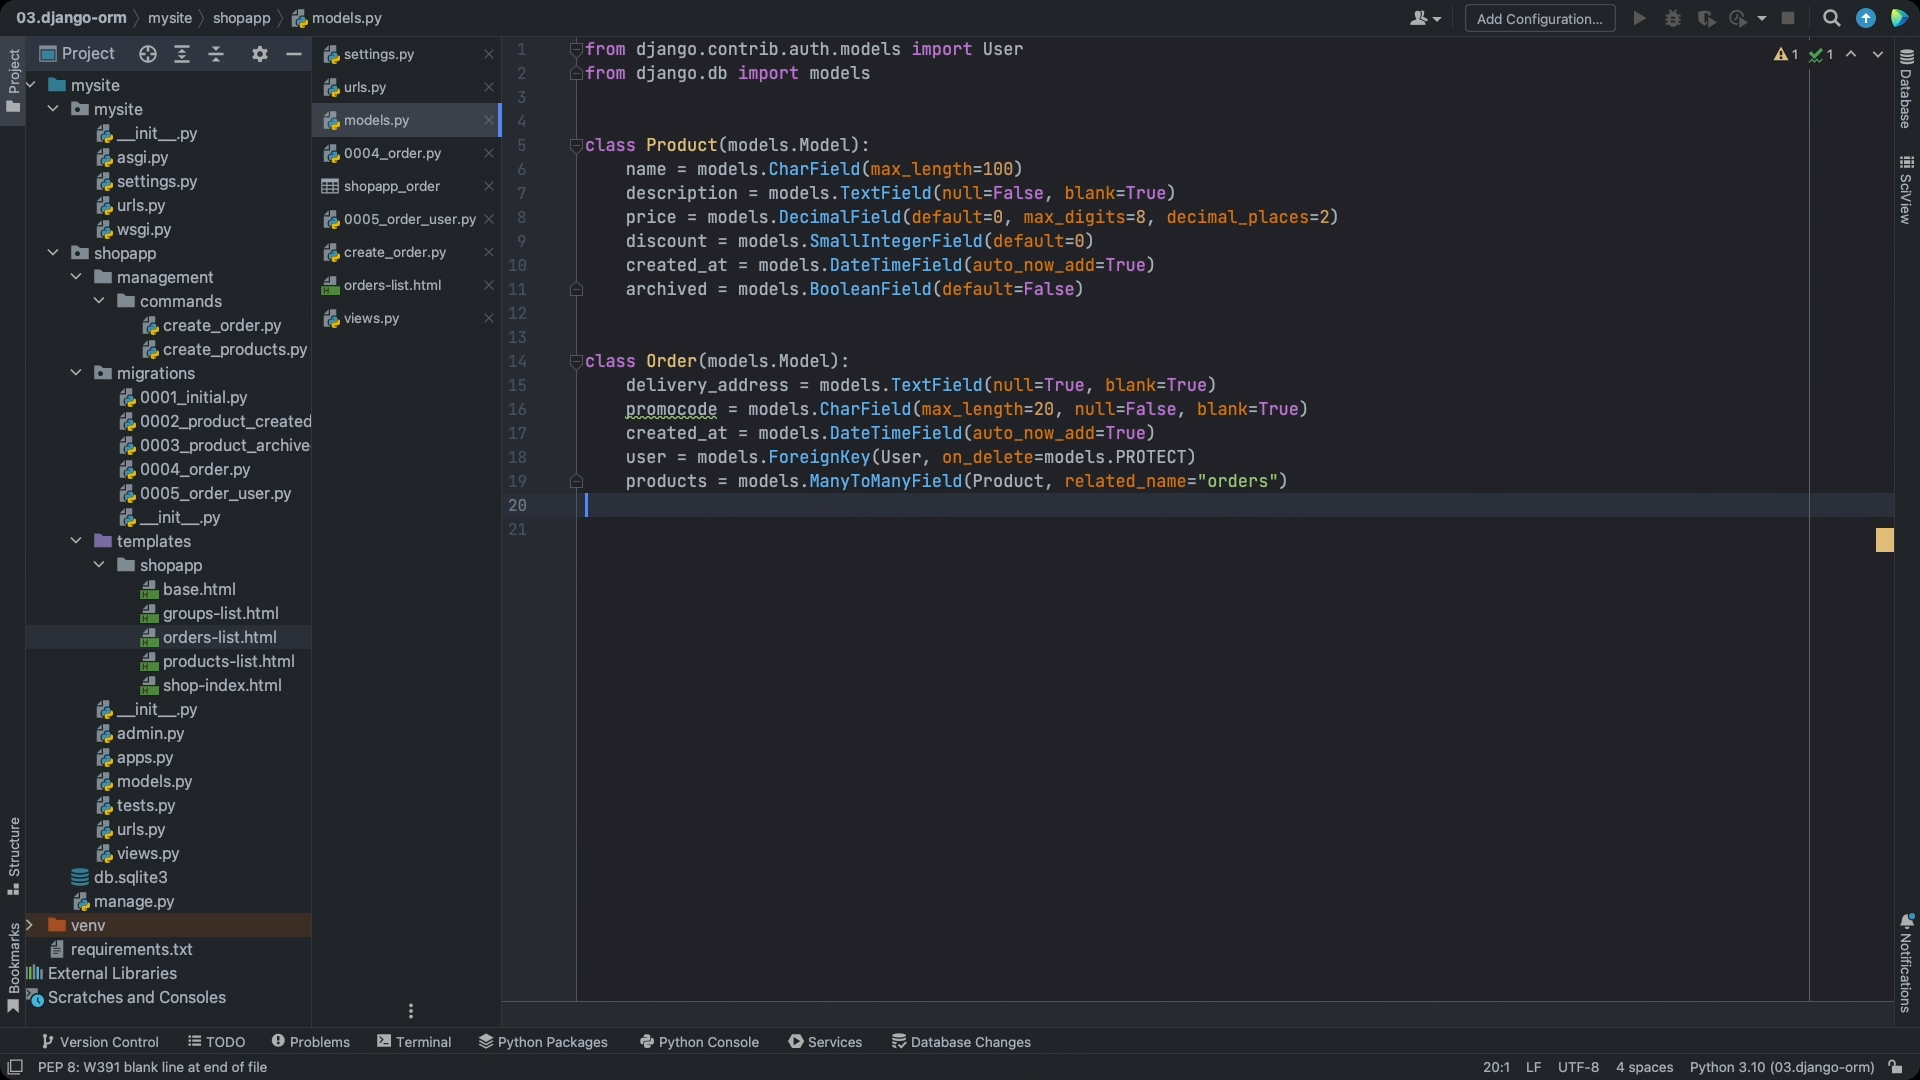 03.django-orm mysite shopapp models.py
Add Configuration...
Project
Project
mysite
mysite
__init__.py
asgi.py
settings.py
urls.py
wsgi.py
shopapp
management
commands
create_order.py
create_products.py
migrations
0001_initial.py
0002_product_created
0003_product_archive
0004_order.py
0005_order_user.py
__init__.py
templates
shopapp
base.html
groups-list.html
orders-list.html
products-list.html
shop-index.html
__init__.py
admin.py
apps.py
models.py
tests.py
urls.py
views.py
db.sqlite3
manage.py
venv
requirements.txt
External Libraries
Scratches and Consoles
Structure
Bookmarks
settings.py
urls.py
models.py
0004_order.py
shopapp_order
0005_order_user.py
create_order.py
orders-list.html
views.py
1 from django.contrib.auth.models import User
2 from django.db import models
3
4
5 class Product(models.Model):
6 name = models.CharField(max_length=100)
7 description = models.TextField(null=False, blank=True)
8 price = models.DecimalField(default=0, max_digits=8, decimal_places=2)
9 discount = models.SmallIntegerField(default=0)
10 created_at = models.DateTimeField(auto_now_add=True)
11 archived = models.BooleanField(default=False)
12
13
14 class Order(models.Model):
15 delivery_address = models.TextField(null=True, blank=True)
16 promocode = models.CharField(max_length=20, null=False, blank=True)
17 created_at = models.DateTimeField(auto_now_add=True)
18 user = models.ForeignKey(User, on_delete=models.PROTECT)
19 products = models.ManyToManyField(Product, related_name="orders")
20
21
1 1
Database
SciView
Notifications
Version Control TODO Problems Terminal Python Packages Python Console Services Database Changes
PEP 8: W391 blank line at end of file
20:1 LF UTF-8 4 spaces Python 3.10 (03.django-orm)